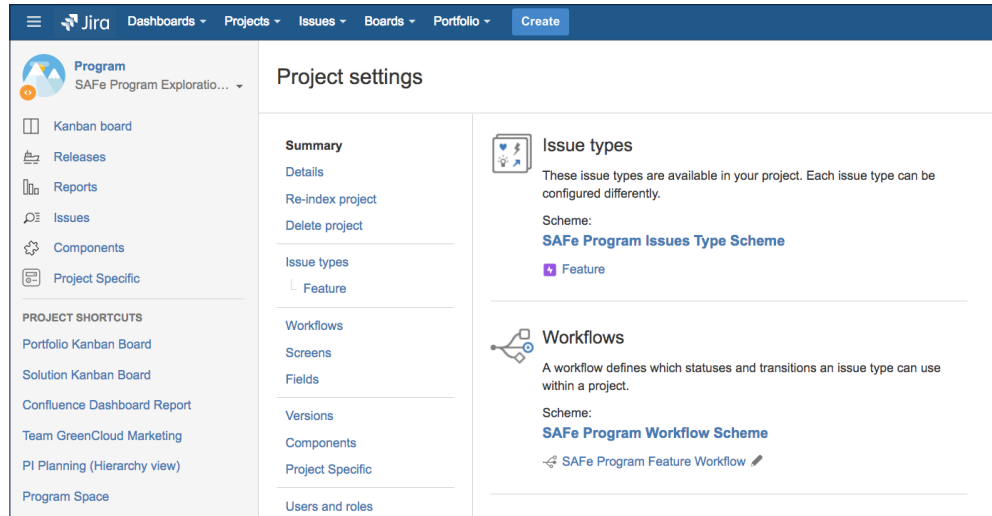 Jira Dashboards Projects Issues Boards Portfolio Create
Program
SAFe Program Exploratio...
Kanban board
Releases
Reports
Issues
Components
Project Specific
PROJECT SHORTCUTS
Portfolio Kanban Board
Solution Kanban Board
Confluence Dashboard Report
Team GreenCloud Marketing
PI Planning (Hierarchy view)
Program Space
Project settings
Summary
Details
Re-index project
Delete project
Issue types
Feature
Workflows
Screens
Fields
Versions
Components
Project Specific
Users and roles
Issue types
These issue types are available in your project. Each issue type can be
configured differently.
Scheme:
SAFe Program Issues Type Scheme
Feature
Workflows
A workflow defines which statuses and transitions an issue type can use
within a project.
Scheme:
SAFe Program Workflow Scheme
SAFe Program Feature Workflow